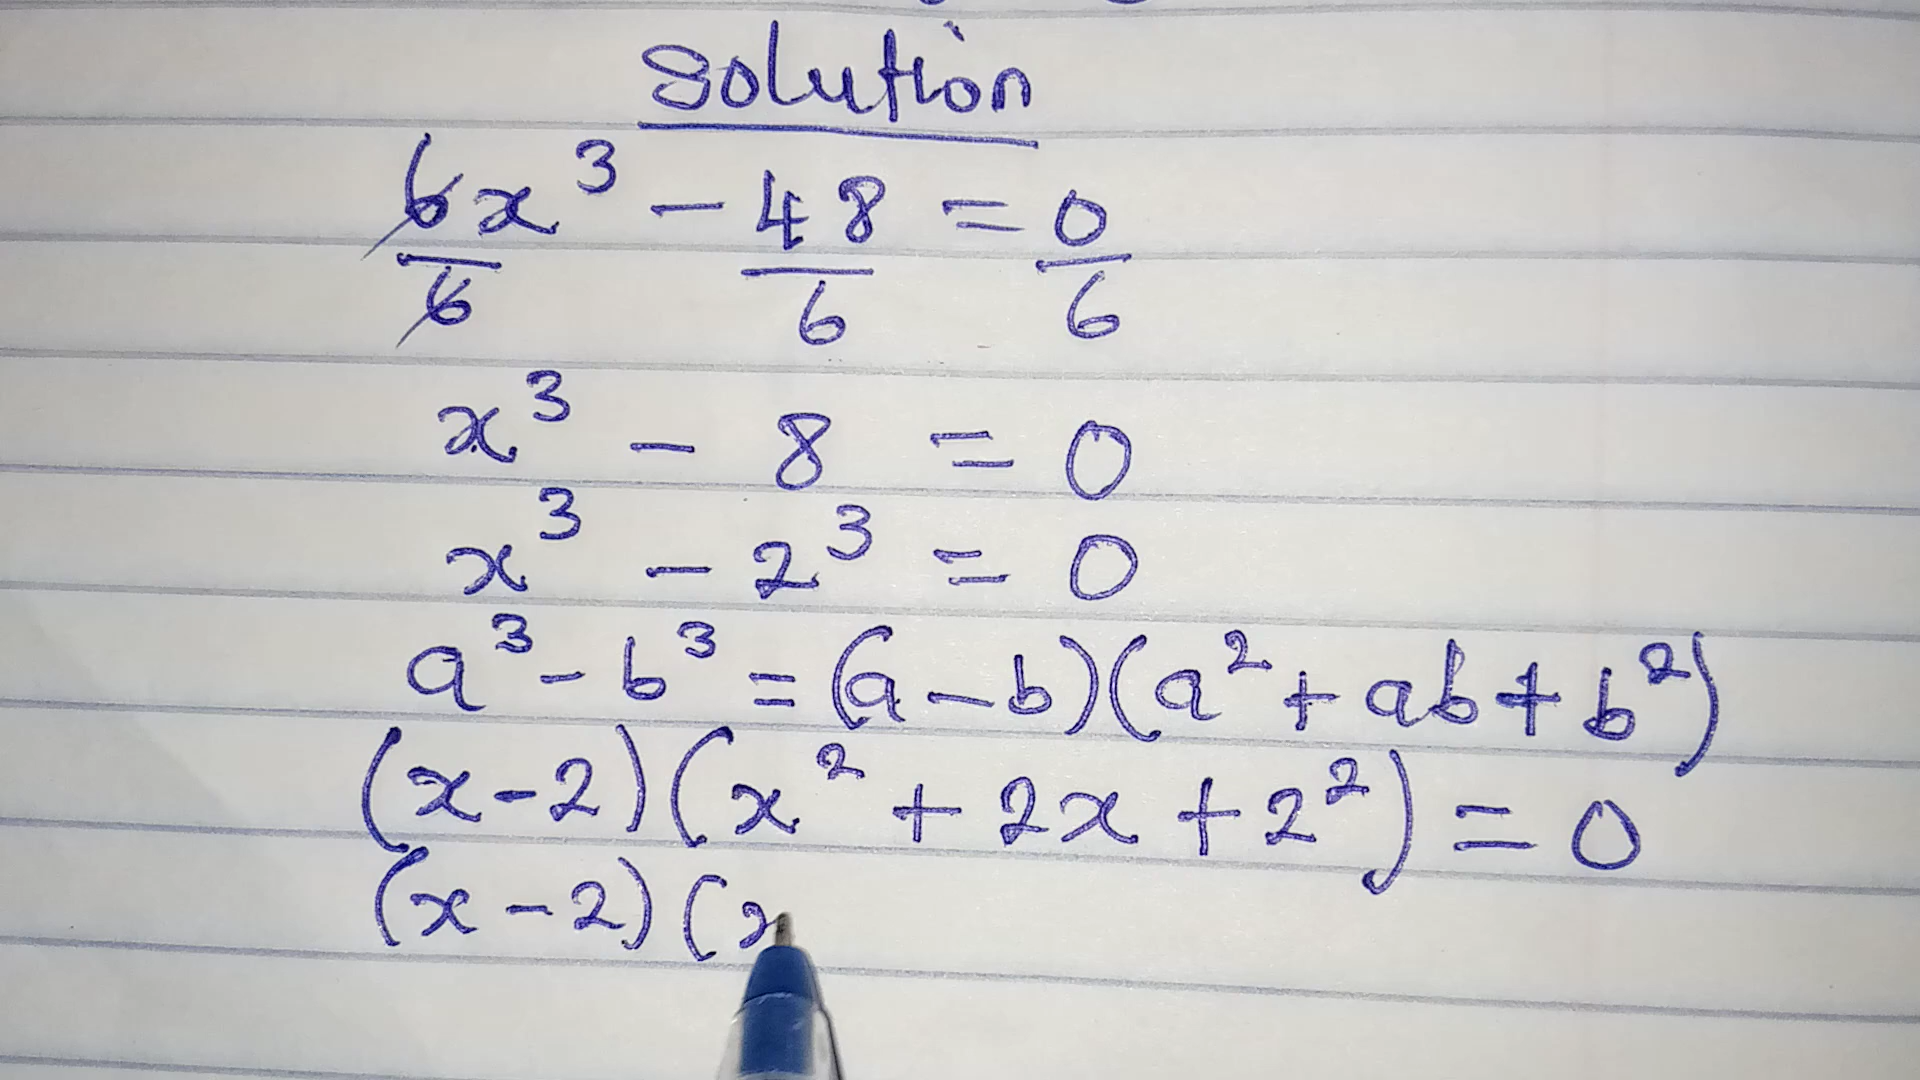 Solution
6x³ - 48 = 0
6 6 6
x³ - 8 = 0
x³ - 2³ = 0
a³ - b³ = (a - b)(a² + ab + b²)
(x - 2)(x² + 2x + 2²) = 0
(x - 2)(x